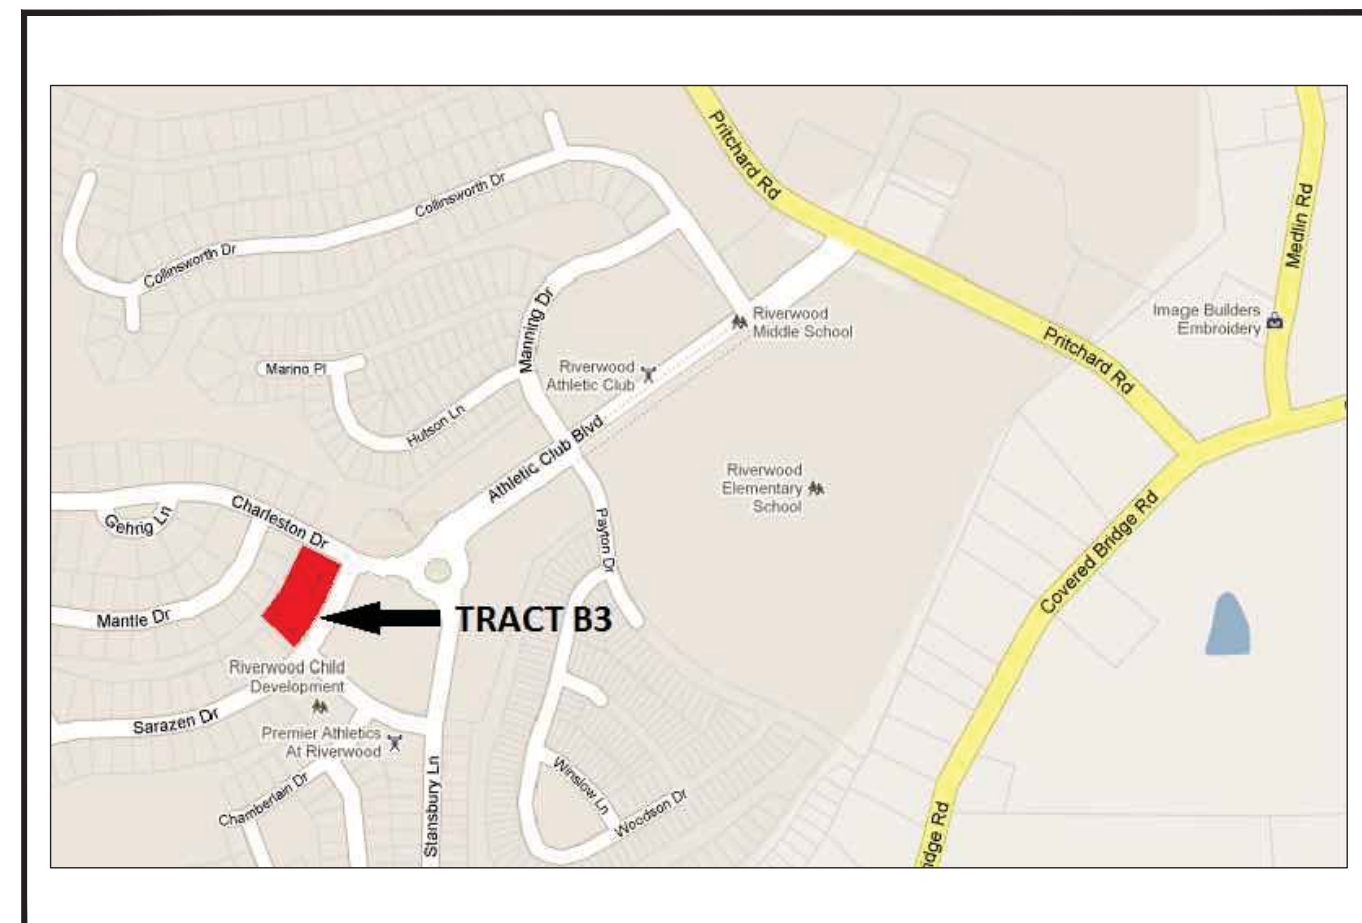 Pritchard Rd
Collinsworth Dr
Medlin Rd
Collinsworth Dr
Manning Dr
Riverwood
Middle School
Image Builders
Embroidery
Pritchard Rd
Marino Pl
Riverwood
Athletic Club
Hutson Ln
Athletic Club Blvd
Riverwood
Elementary
School
Charleston Dr
Gehrig Ln
Payton Dr
Covered Bridge Rd
Mantle Dr
TRACT B3
Riverwood Child
Development
Sarazen Dr
Premier Athletics
At Riverwood
Chamberlain Dr
Stansbury Ln
Winslow Ln
Woodson Dr
idge Rd